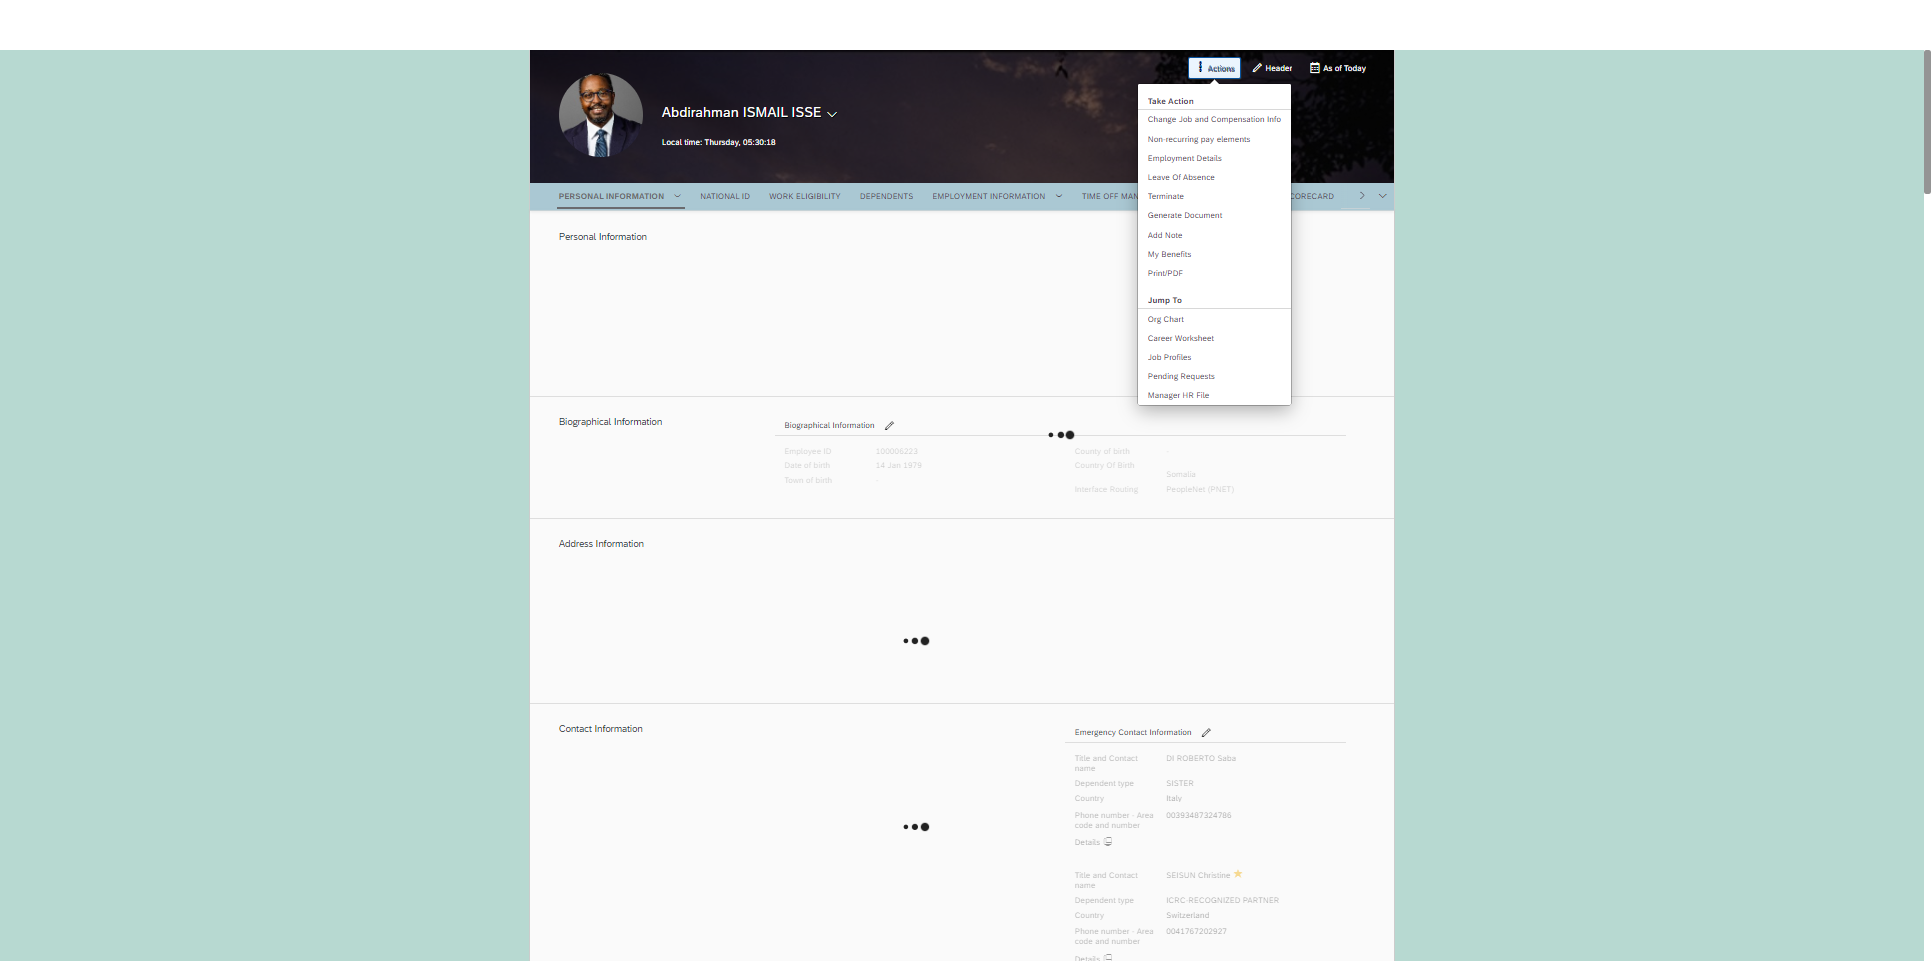 Actions
Header
As of Today
Abdirahman ISMAIL ISSE
Local time: Thursday, 05:30:18
Take Action
Change Job and Compensation Info
Non-recurring pay elements
Employment Details
Leave Of Absence
Terminate
Generate Document
Add Note
My Benefits
Print/PDF
Jump To
Org Chart
Career Worksheet
Job Profiles
Pending Requests
Manager HR File
PERSONAL INFORMATION
NATIONAL ID
WORK ELIGIBILITY
DEPENDENTS
EMPLOYMENT INFORMATION
TIME OFF MAN
CORECARD
Personal Information
Biographical Information
Biographical Information
Employee ID 100006223
Date of birth 14 Jan 1979
Town of birth -
County of birth -
Country Of Birth
Somalia
Interface Routing PeopleNet (PNET)
Address Information
Contact Information
Emergency Contact Information
Title and Contact DI ROBERTO Saba
name
Dependent type SISTER
Country Italy
Phone number - Area 00393487324786
code and number
Details
Title and Contact SEISUN Christine
name
Dependent type ICRC-RECOGNIZED PARTNER
Country Switzerland
Phone number - Area 0041767202927
code and number
Details